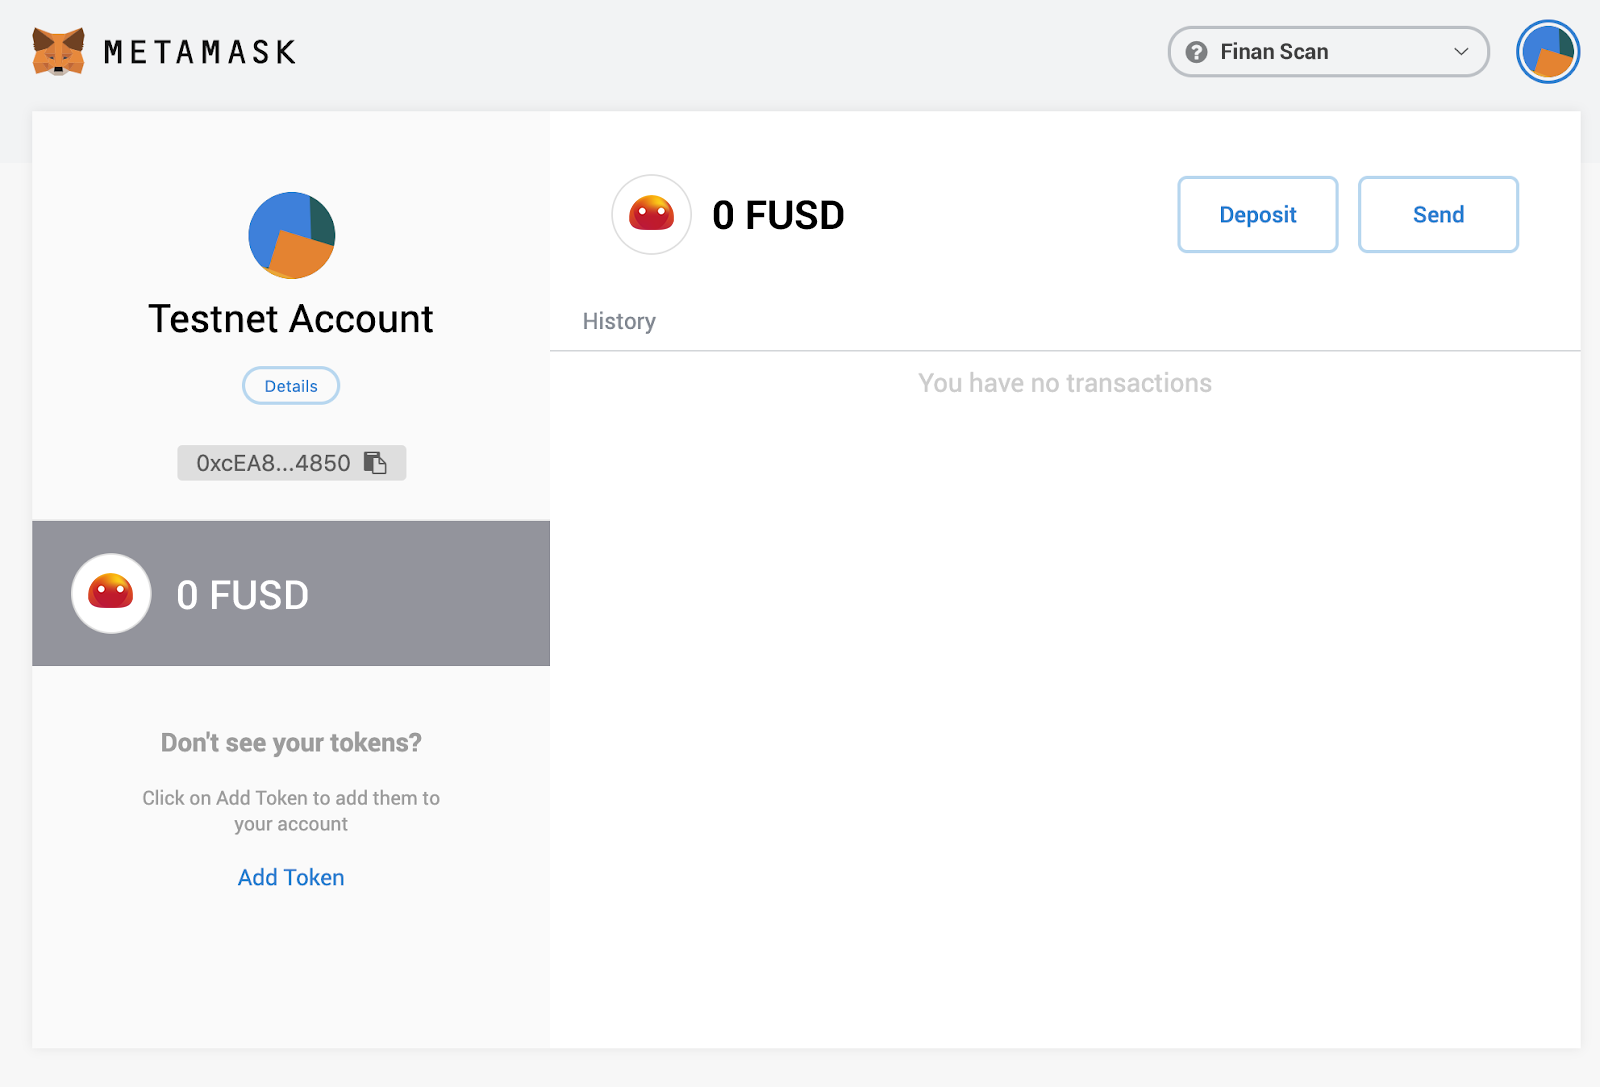 METAMASK
Finan Scan
Testnet Account
Details
0xcEA8...4850
0 FUSD
Don't see your tokens?
Click on Add Token to add them to
your account
Add Token
0 FUSD
Deposit
Send
History
You have no transactions